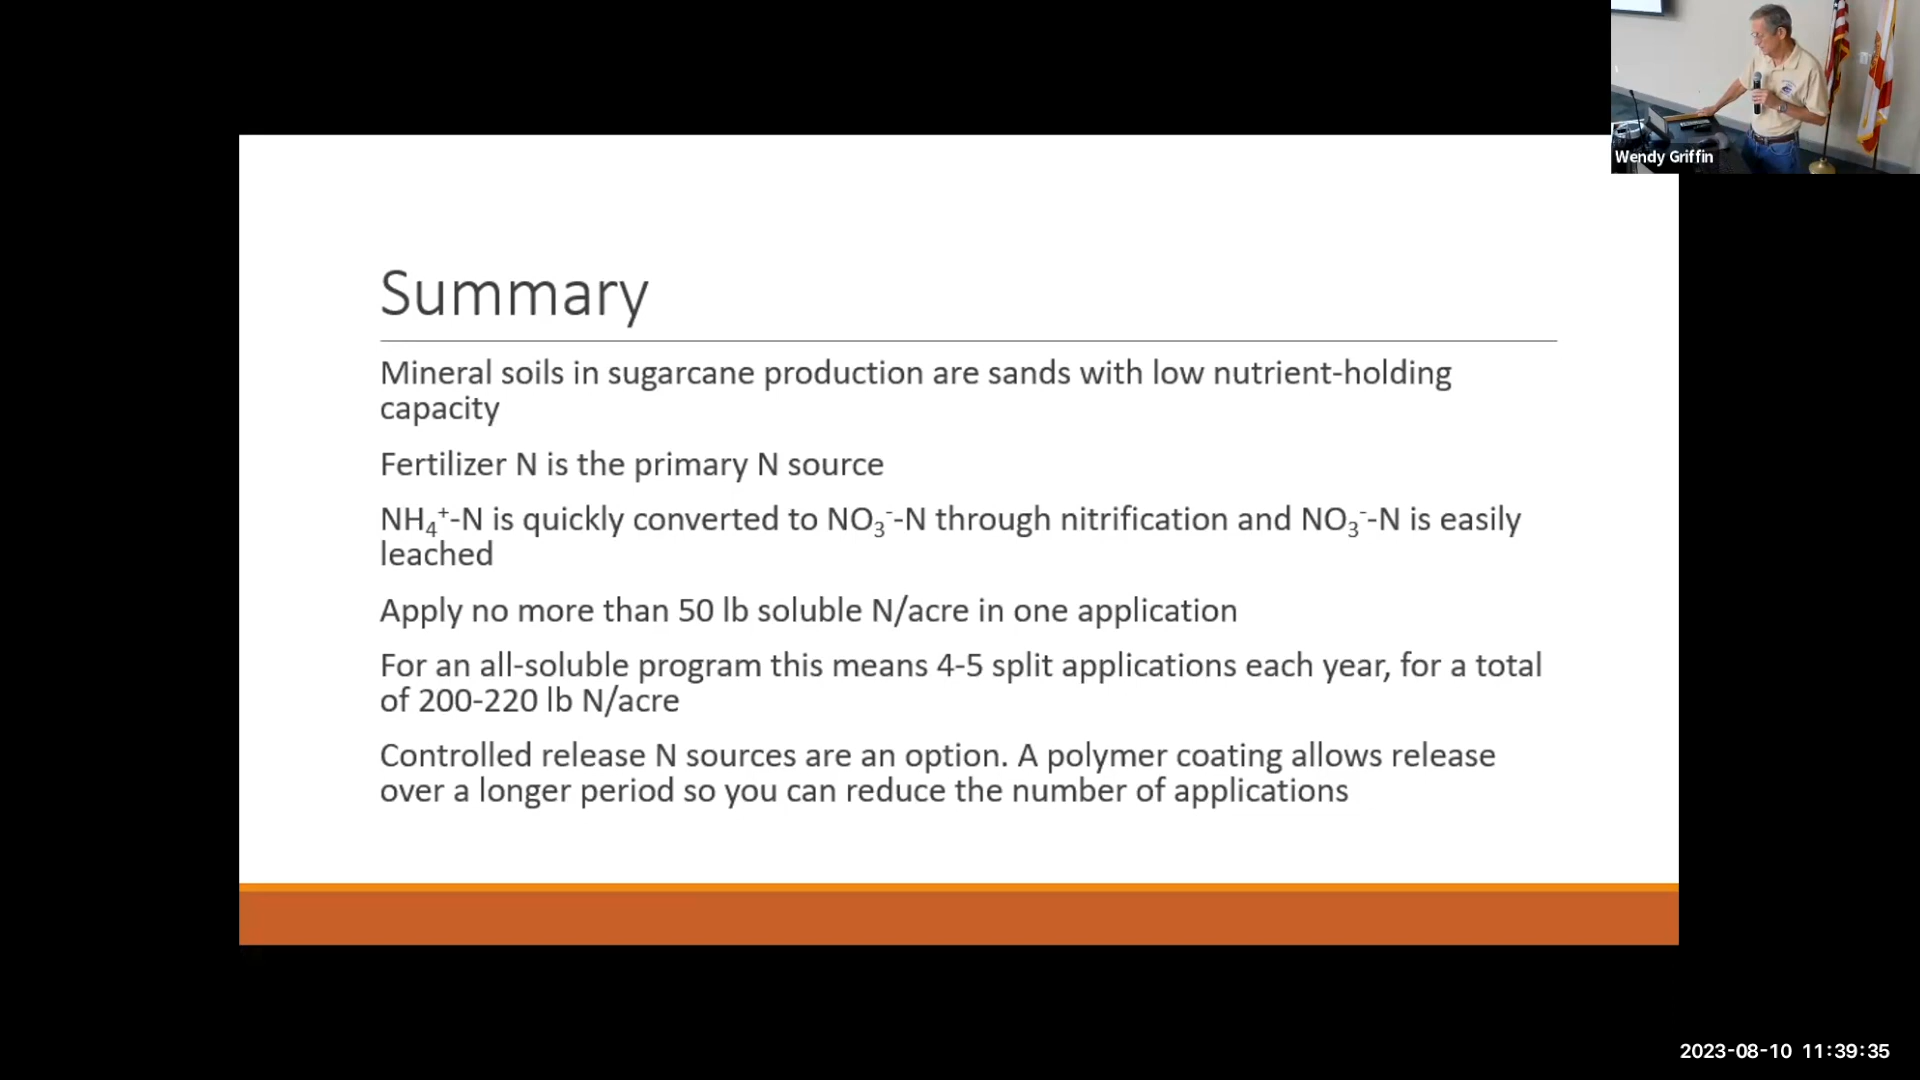 Wendy Griffin
Summary
Mineral soils in sugarcane production are sands with low nutrient-holding
capacity
Fertilizer N is the primary N source
NH₄⁺-N is quickly converted to NO₃⁻-N through nitrification and NO₃⁻-N is easily
leached
Apply no more than 50 lb soluble N/acre in one application
For an all-soluble program this means 4-5 split applications each year, for a total
of 200-220 lb N/acre
Controlled release N sources are an option. A polymer coating allows release
over a longer period so you can reduce the number of applications
2023-08-10 11:39:35